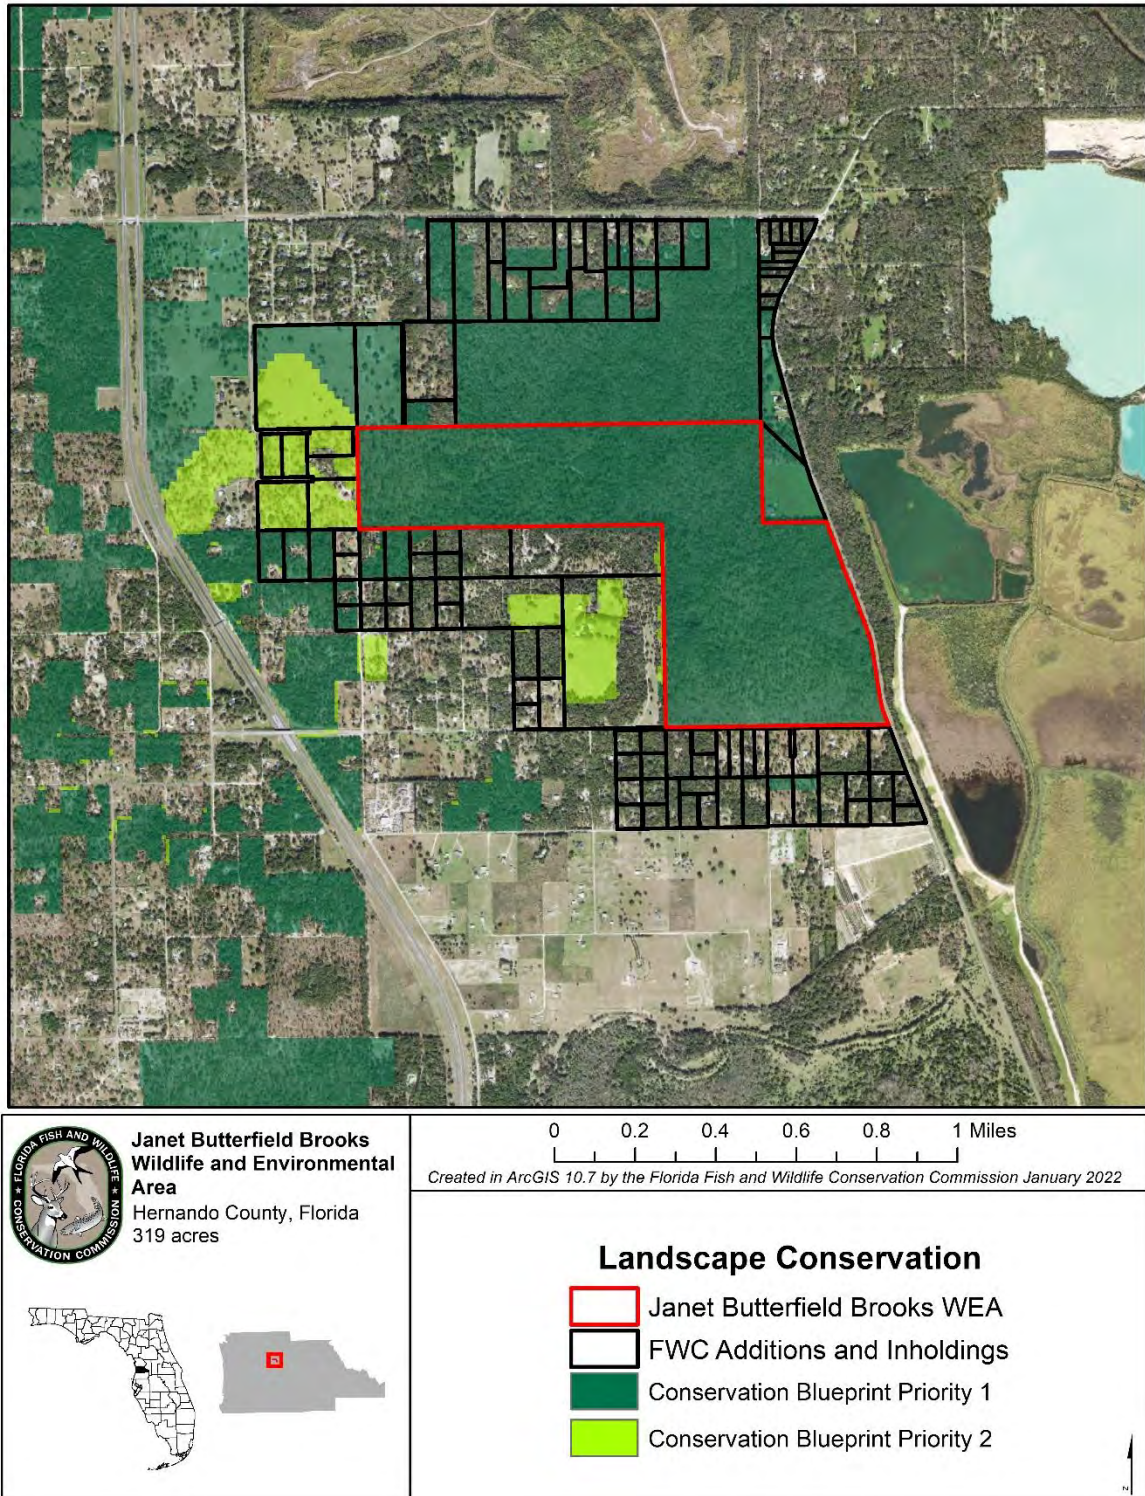 FLORIDA FISH AND WILDLIFE
CONSERVATION COMMISSION
Janet Butterfield Brooks
Wildlife and Environmental
Area
Hernando County, Florida
319 acres
0 0.2 0.4 0.6 0.8 1 Miles
Created in ArcGIS 10.7 by the Florida Fish and Wildlife Conservation Commission January 2022
Landscape Conservation
Janet Butterfield Brooks WEA
FWC Additions and Inholdings
Conservation Blueprint Priority 1
Conservation Blueprint Priority 2
N